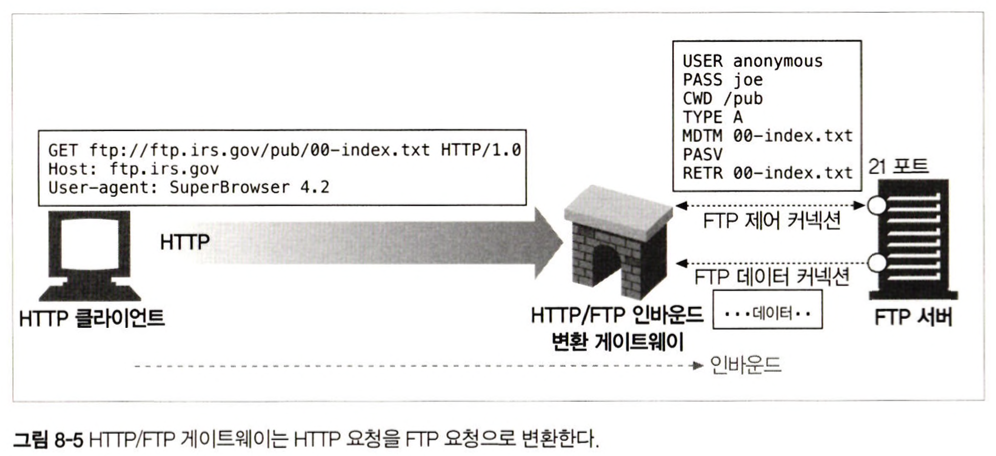 USER anonymous
PASS joe
CWD /pub
TYPE A
MDTM 00-index.txt
PASV
RETR 00-index.txt
GET ftp://ftp.irs.gov/pub/00-index.txt HTTP/1.0
Host: ftp.irs.gov
User-agent: SuperBrowser 4.2
21 포트
HTTP
FTP 제어 커넥션
FTP 데이터 커넥션
···데이터··
HTTP 클라이언트
HTTP/FTP 인바운드
변환 게이트웨이
FTP 서버
인바운드
그림 8-5 HTTP/FTP 게이트웨이는 HTTP 요청을 FTP 요청으로 변환한다.